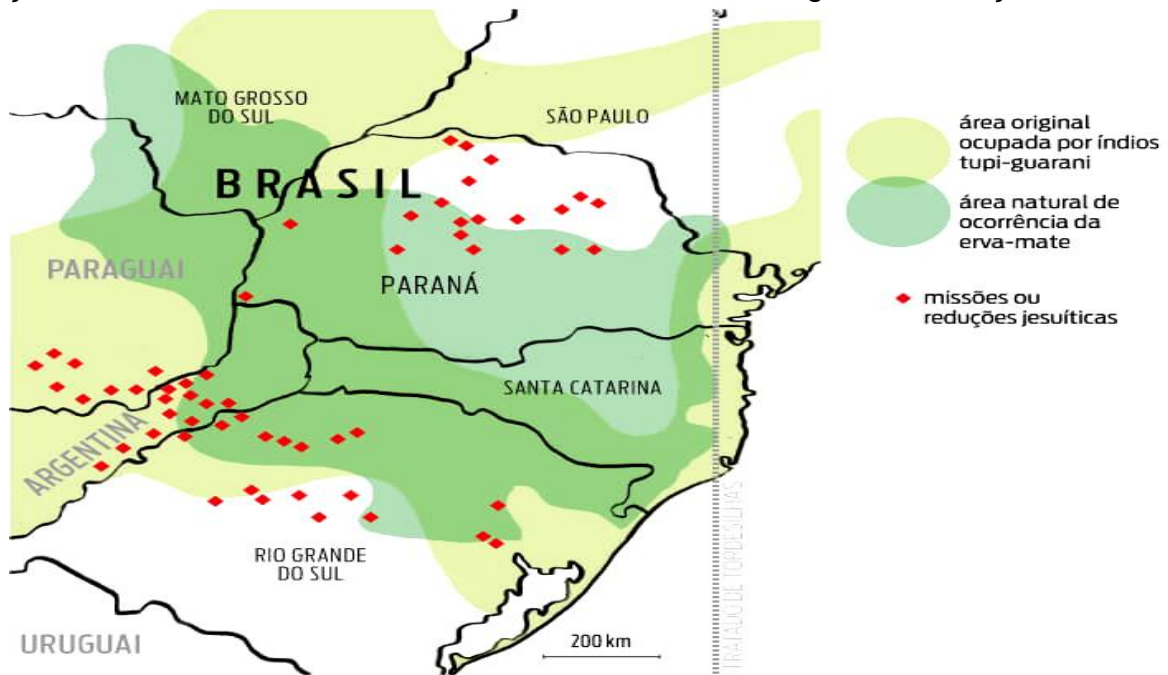 MATO GROSSO
DO SUL
SÃO PAULO
BRASIL
PARAGUAI
PARANÁ
SANTA CATARINA
ARGENTINA
RIO GRANDE
DO SUL
URUGUAI
200 km
TRATADO DE TORDESILHAS
área original
ocupada por índios
tupi-guarani
área natural de
ocorrência da
erva-mate
missões ou
reduções jesuíticas